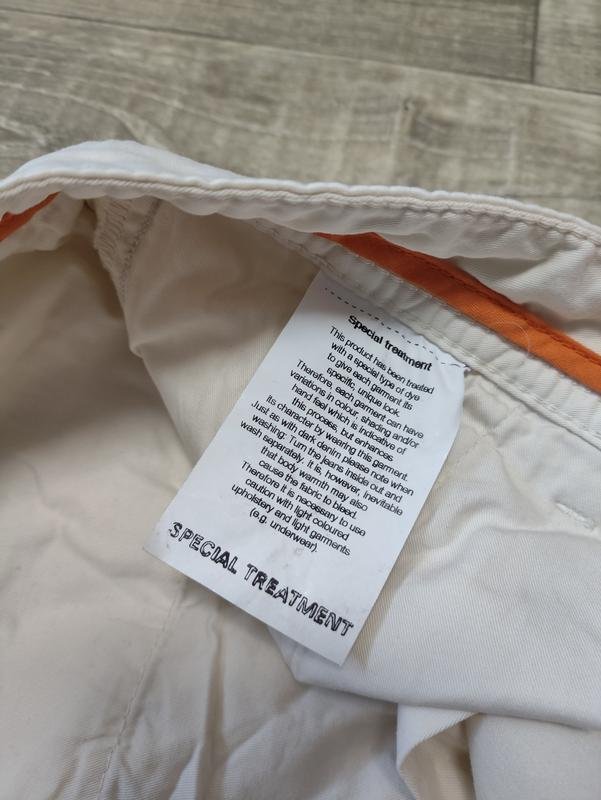 Special treatment
This product has been treated
with a special type of dye
to give each garment its
specific, unique look.
Therefore, each garment can have
variations in colour, shading and/or
hand feel which is indicative of
this process, but enhances
its character by wearing this garment.
Just as with dark denim please note when
washing: Turn the jeans inside out and
wash separately. It is, however, inevitable
that body warmth may also
cause the fabric to bleed.
Therefore it is necessary to use
caution with light coloured
upholstery and light garments
(e.g. underwear).
SPECIAL TREATMENT